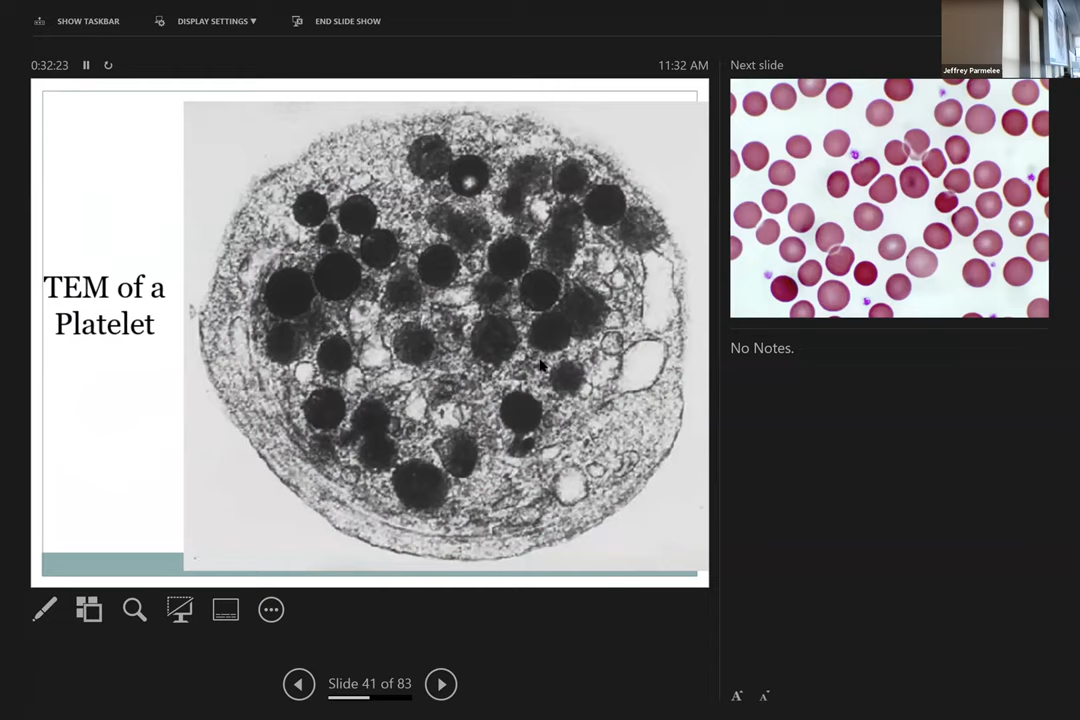 SHOW TASKBAR
DISPLAY SETTINGS ▼
END SLIDE SHOW
Jeffrey Parmelee
0:32:23
11:32 AM
Next slide
TEM of a
Platelet
No Notes.
Slide 41 of 83
A
A